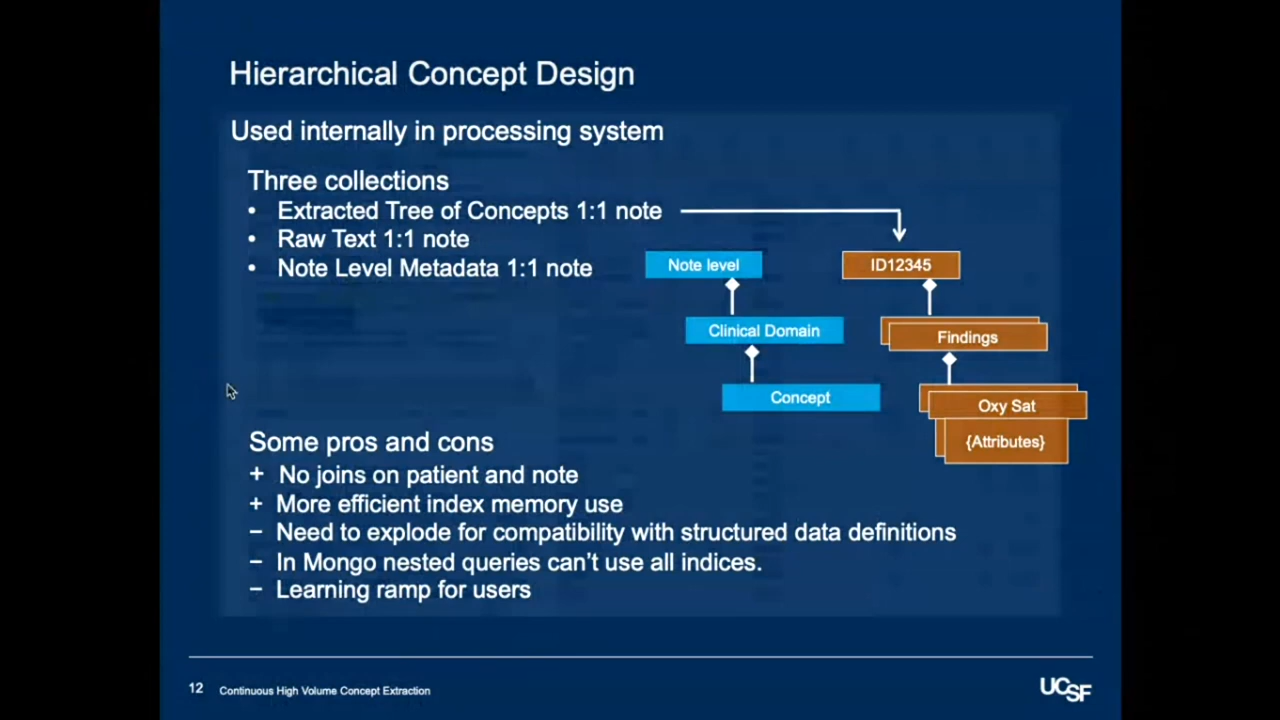 Hierarchical Concept Design
Used internally in processing system
Three collections
• Extracted Tree of Concepts 1:1 note
• Raw Text 1:1 note
• Note Level Metadata 1:1 note
Note level
ID12345
Clinical Domain
Findings
Concept
Oxy Sat
{Attributes}
Some pros and cons
+ No joins on patient and note
+ More efficient index memory use
− Need to explode for compatibility with structured data definitions
− In Mongo nested queries can't use all indices.
− Learning ramp for users
12 Continuous High Volume Concept Extraction
UCSF